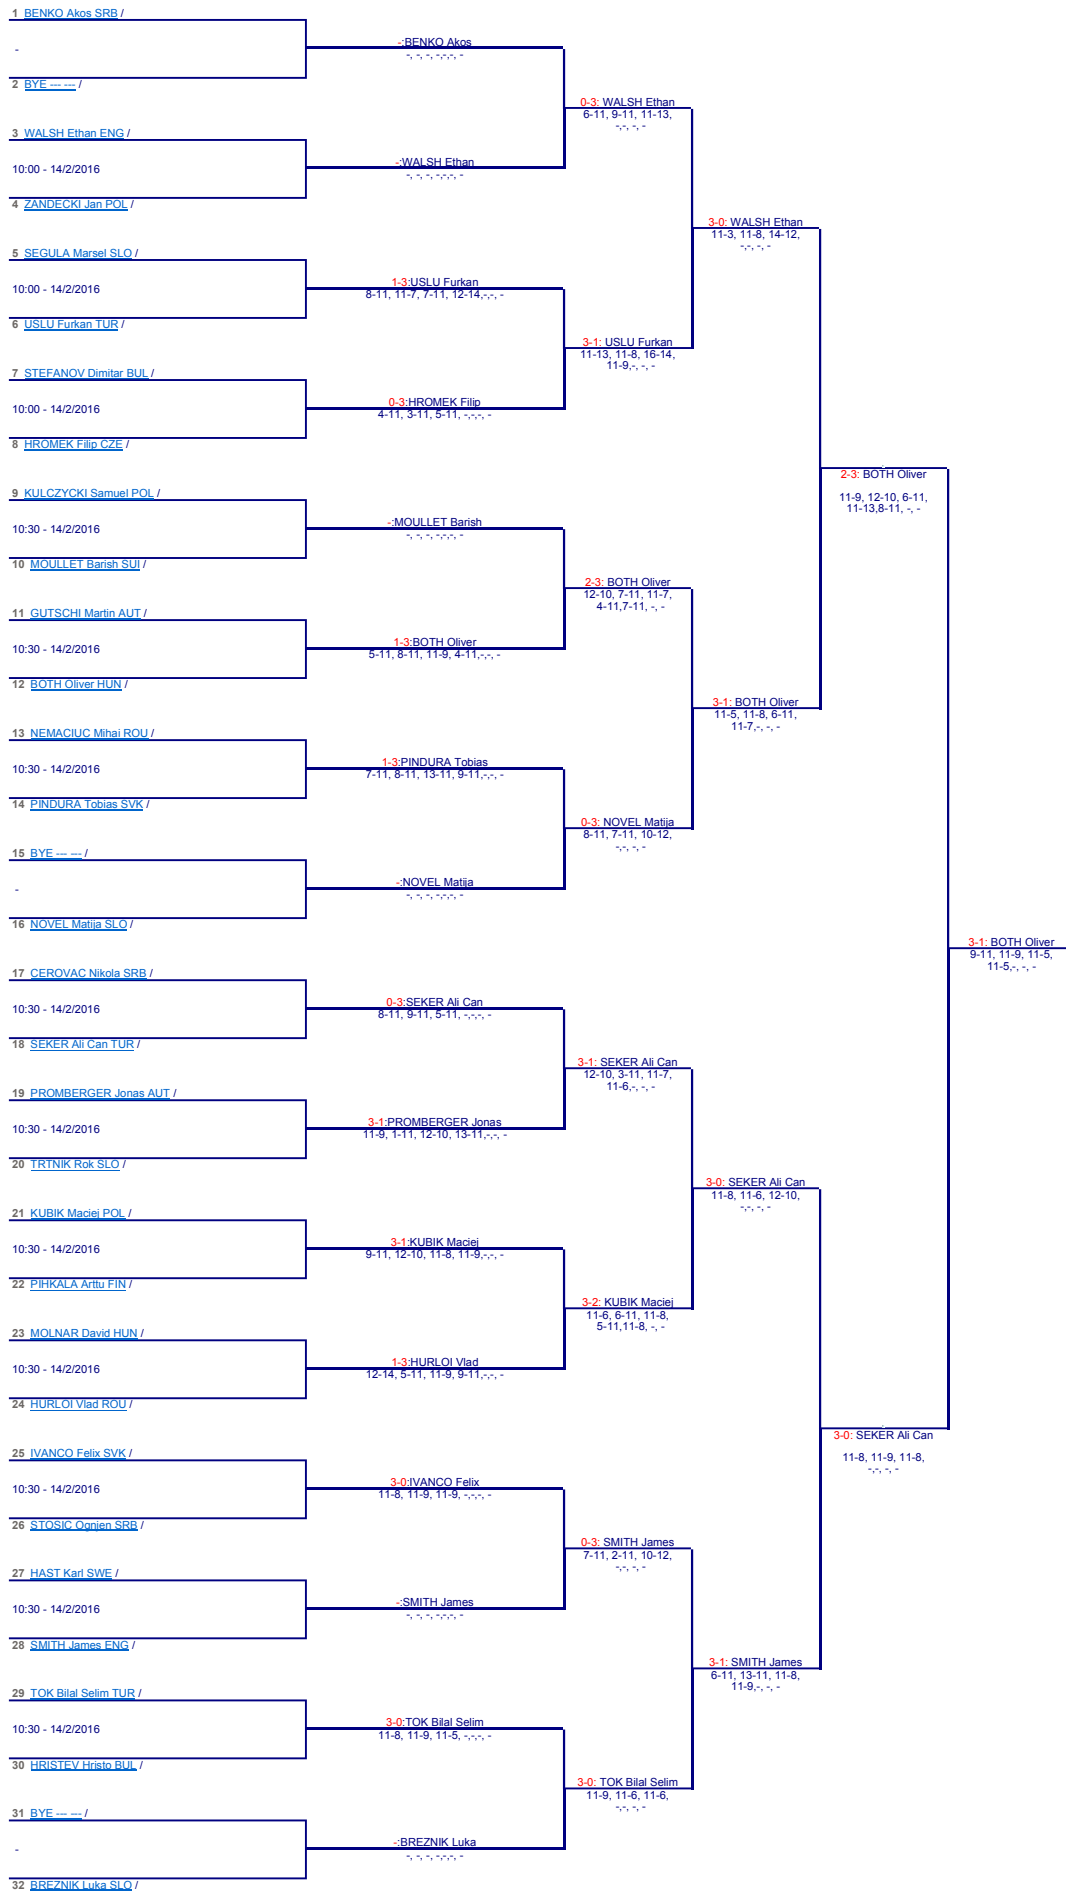 1 BENKO Akos SRB /
-
2 BYE --- --- /
3 WALSH Ethan ENG /
10:00 - 14/2/2016
4 ZANDECKI Jan POL /
5 SEGULA Marsel SLO /
10:00 - 14/2/2016
6 USLU Furkan TUR /
7 STEFANOV Dimitar BUL /
10:00 - 14/2/2016
8 HROMEK Filip CZE /
9 KULCZYCKI Samuel POL /
10:30 - 14/2/2016
10 MOULLET Barish SUI /
11 GUTSCHI Martin AUT /
10:30 - 14/2/2016
12 BOTH Oliver HUN /
13 NEMACIUC Mihai ROU /
10:30 - 14/2/2016
14 PINDURA Tobias SVK /
15 BYE --- --- /
-
16 NOVEL Matija SLO /
17 CEROVAC Nikola SRB /
10:30 - 14/2/2016
18 SEKER Ali Can TUR /
19 PROMBERGER Jonas AUT /
10:30 - 14/2/2016
20 TRTNIK Rok SLO /
21 KUBIK Maciej POL /
10:30 - 14/2/2016
22 PIHKALA Arttu FIN /
23 MOLNAR David HUN /
10:30 - 14/2/2016
24 HURLOI Vlad ROU /
25 IVANCO Felix SVK /
10:30 - 14/2/2016
26 STOSIC Ognjen SRB /
27 HAST Karl SWE /
10:30 - 14/2/2016
28 SMITH James ENG /
29 TOK Bilal Selim TUR /
10:30 - 14/2/2016
30 HRISTEV Hristo BUL /
31 BYE --- --- /
-
32 BREZNIK Luka SLO /
-:BENKO Akos
-, -, -, -,-,-, -
-:WALSH Ethan
-, -, -, -,-,-, -
1-3:USLU Furkan
8-11, 11-7, 7-11, 12-14,-,-, -
0-3:HROMEK Filip
4-11, 3-11, 5-11, -,-,-, -
-:MOULLET Barish
-, -, -, -,-,-, -
1-3:BOTH Oliver
5-11, 8-11, 11-9, 4-11,-,-, -
1-3:PINDURA Tobias
7-11, 8-11, 13-11, 9-11,-,-, -
-:NOVEL Matija
-, -, -, -,-,-, -
0-3:SEKER Ali Can
8-11, 9-11, 5-11, -,-,-, -
3-1:PROMBERGER Jonas
11-9, 1-11, 12-10, 13-11,-,-, -
3-1:KUBIK Maciej
9-11, 12-10, 11-8, 11-9,-,-, -
1-3:HURLOI Vlad
12-14, 5-11, 11-9, 9-11,-,-, -
3-0:IVANCO Felix
11-8, 11-9, 11-9, -,-,-, -
-:SMITH James
-, -, -, -,-,-, -
3-0:TOK Bilal Selim
11-8, 11-9, 11-5, -,-,-, -
-:BREZNIK Luka
-, -, -, -,-,-, -
0-3: WALSH Ethan
6-11, 9-11, 11-13,
-,-, -, -
3-1: USLU Furkan
11-13, 11-8, 16-14,
11-9,-, -, -
2-3: BOTH Oliver
12-10, 7-11, 11-7,
4-11,7-11, -, -
0-3: NOVEL Matija
8-11, 7-11, 10-12,
-,-, -, -
3-1: SEKER Ali Can
12-10, 3-11, 11-7,
11-6,-, -, -
3-2: KUBIK Maciej
11-6, 6-11, 11-8,
5-11,11-8, -, -
0-3: SMITH James
7-11, 2-11, 10-12,
-,-, -, -
3-0: TOK Bilal Selim
11-9, 11-6, 11-6,
-,-, -, -
3-0: WALSH Ethan
11-3, 11-8, 14-12,
-,-, -, -
3-1: BOTH Oliver
11-5, 11-8, 6-11,
11-7,-, -, -
3-0: SEKER Ali Can
11-8, 11-6, 12-10,
-,-, -, -
3-1: SMITH James
6-11, 13-11, 11-8,
11-9,-, -, -
2-3: BOTH Oliver
11-9, 12-10, 6-11,
11-13,8-11, -, -
3-0: SEKER Ali Can
11-8, 11-9, 11-8,
-,-, -, -
3-1: BOTH Oliver
9-11, 11-9, 11-5,
11-5,-, -, -